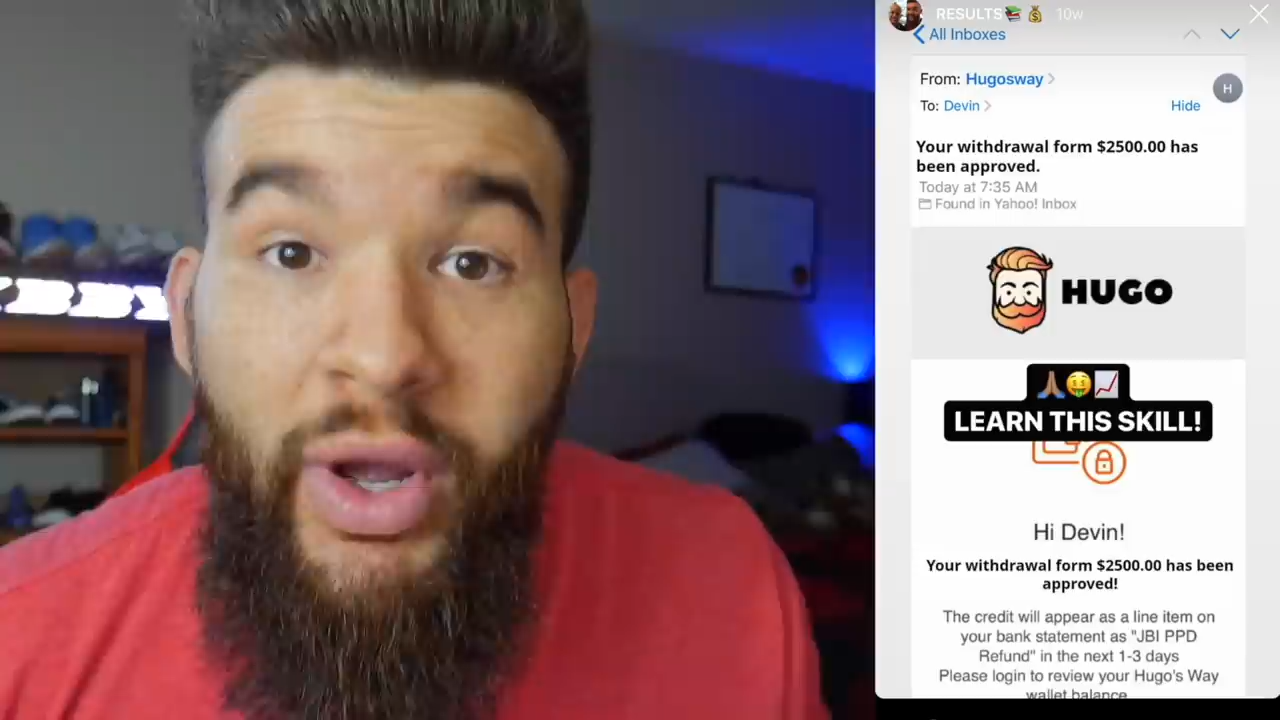 RESULTS📚💰 10w
All Inboxes
From: Hugosway
H
To: Devin
Hide
Your withdrawal form $2500.00 has
been approved.
Today at 7:35 AM
Found in Yahoo! Inbox
HUGO
🙏🏽🤑📈
LEARN THIS SKILL!
Hi Devin!
Your withdrawal form $2500.00 has been
approved!
The credit will appear as a line item on
your bank statement as "JBI PPD
Refund" in the next 1-3 days
Please login to review your Hugo's Way
wallet balance